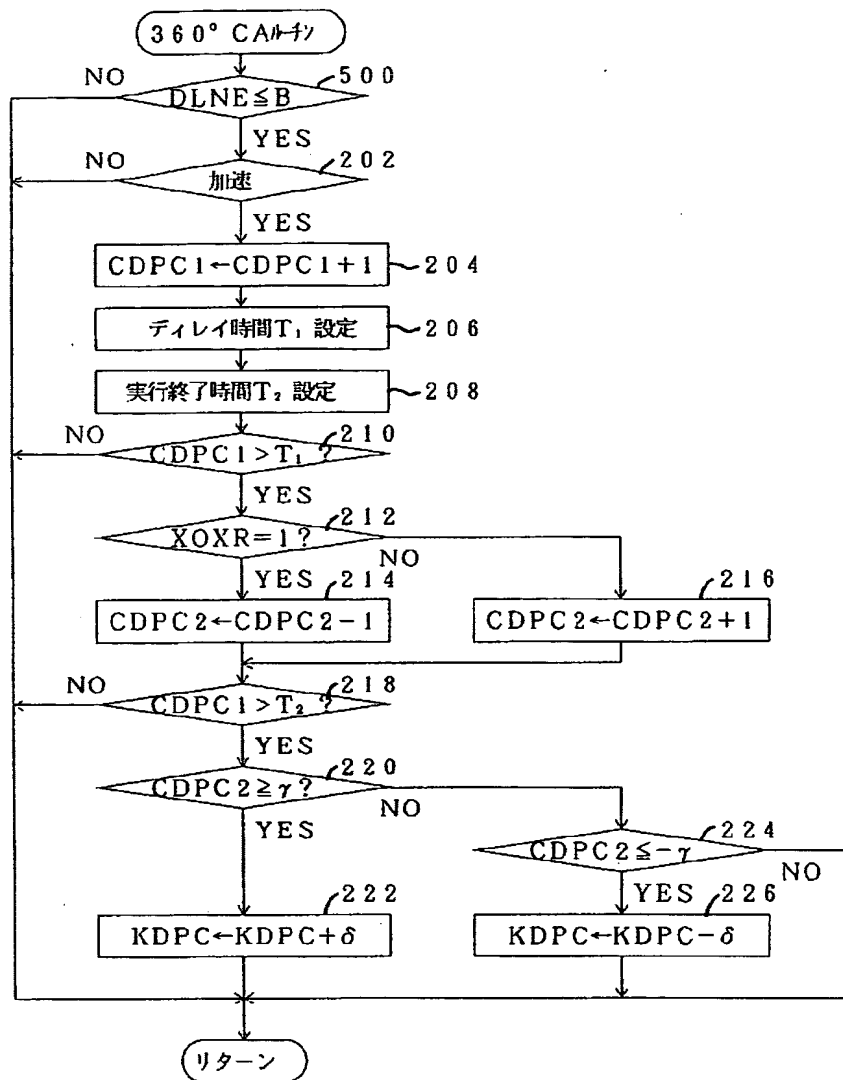 360° CAルーチン
NO
500
DLNE≦B
YES
NO
202
加速
YES
CDPC1←CDPC1+1
204
ディレイ時間T₁設定
206
実行終了時間T₂設定
208
NO
210
CDPC1>T₁?
YES
212
XOXR=1?
NO
YES
214
216
CDPC2←CDPC2-1
CDPC2←CDPC2+1
NO
218
CDPC1>T₂?
YES
220
CDPC2≧γ?
NO
YES
224
CDPC2≦-γ
NO
YES
222
226
KDPC←KDPC+δ
KDPC←KDPC-δ
リターン